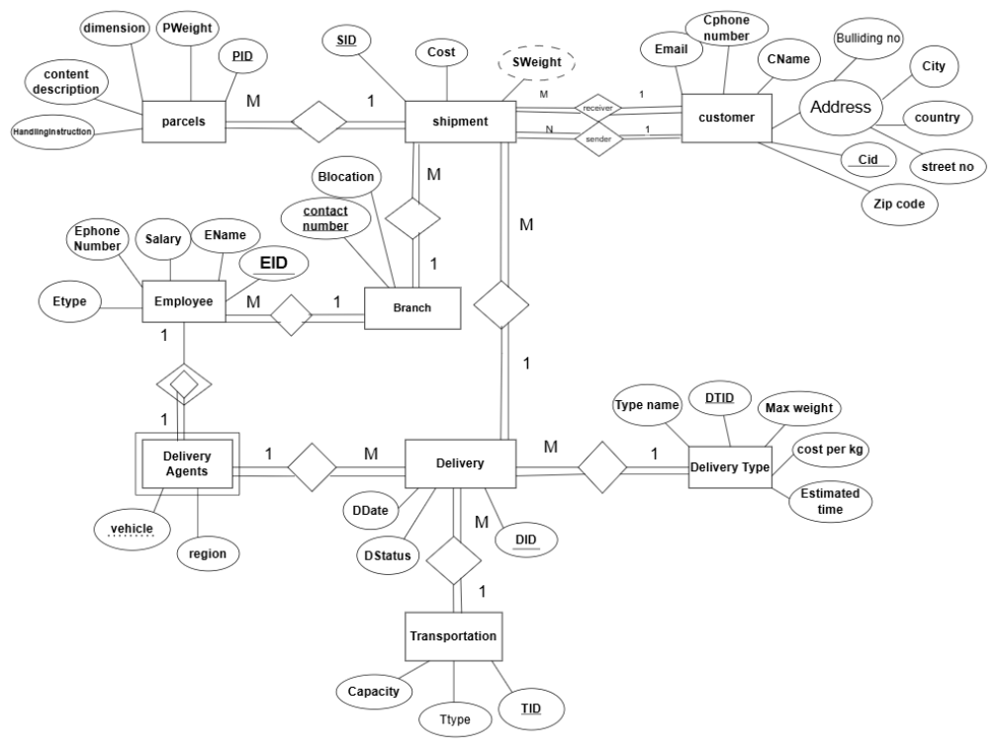 dimension
PWeight
PID
content
description
HandlingInstruction
parcels
M
1
SID
Cost
SWeight
shipment
M
1
receiver
N
1
sender
Email
Cphone
number
CName
customer
Bulliding no
City
Address
country
street no
Cid
Zip code
M
1
Blocation
contact
number
Branch
M
1
Ephone
Number
Salary
EName
EID
Etype
Employee
M
1
1
1
Delivery
Agents
vehicle
region
1
M
Delivery
DDate
DStatus
DID
M
1
Type name
DTID
Max weight
cost per kg
Estimated
time
Delivery Type
M
1
Transportation
Capacity
Ttype
TID